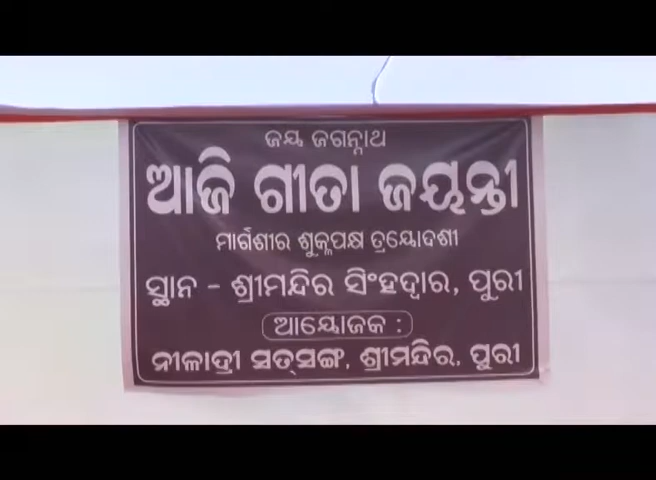 ଜୟ ଜଗନ୍ନାଥ
ଆଜି ଗୀତା ଜୟନ୍ତୀ
ମାର୍ଗଶୀର ଶୁକ୍ଳପକ୍ଷ ତ୍ରୟୋଦଶୀ
ସ୍ଥାନ - ଶ୍ରୀମନ୍ଦିର ସିଂହଦ୍ୱାର, ପୁରୀ
ଆୟୋଜକ :
ନୀଳାଦ୍ରୀ ସତ୍‌ସଙ୍ଗ, ଶ୍ରୀମନ୍ଦିର, ପୁରୀ